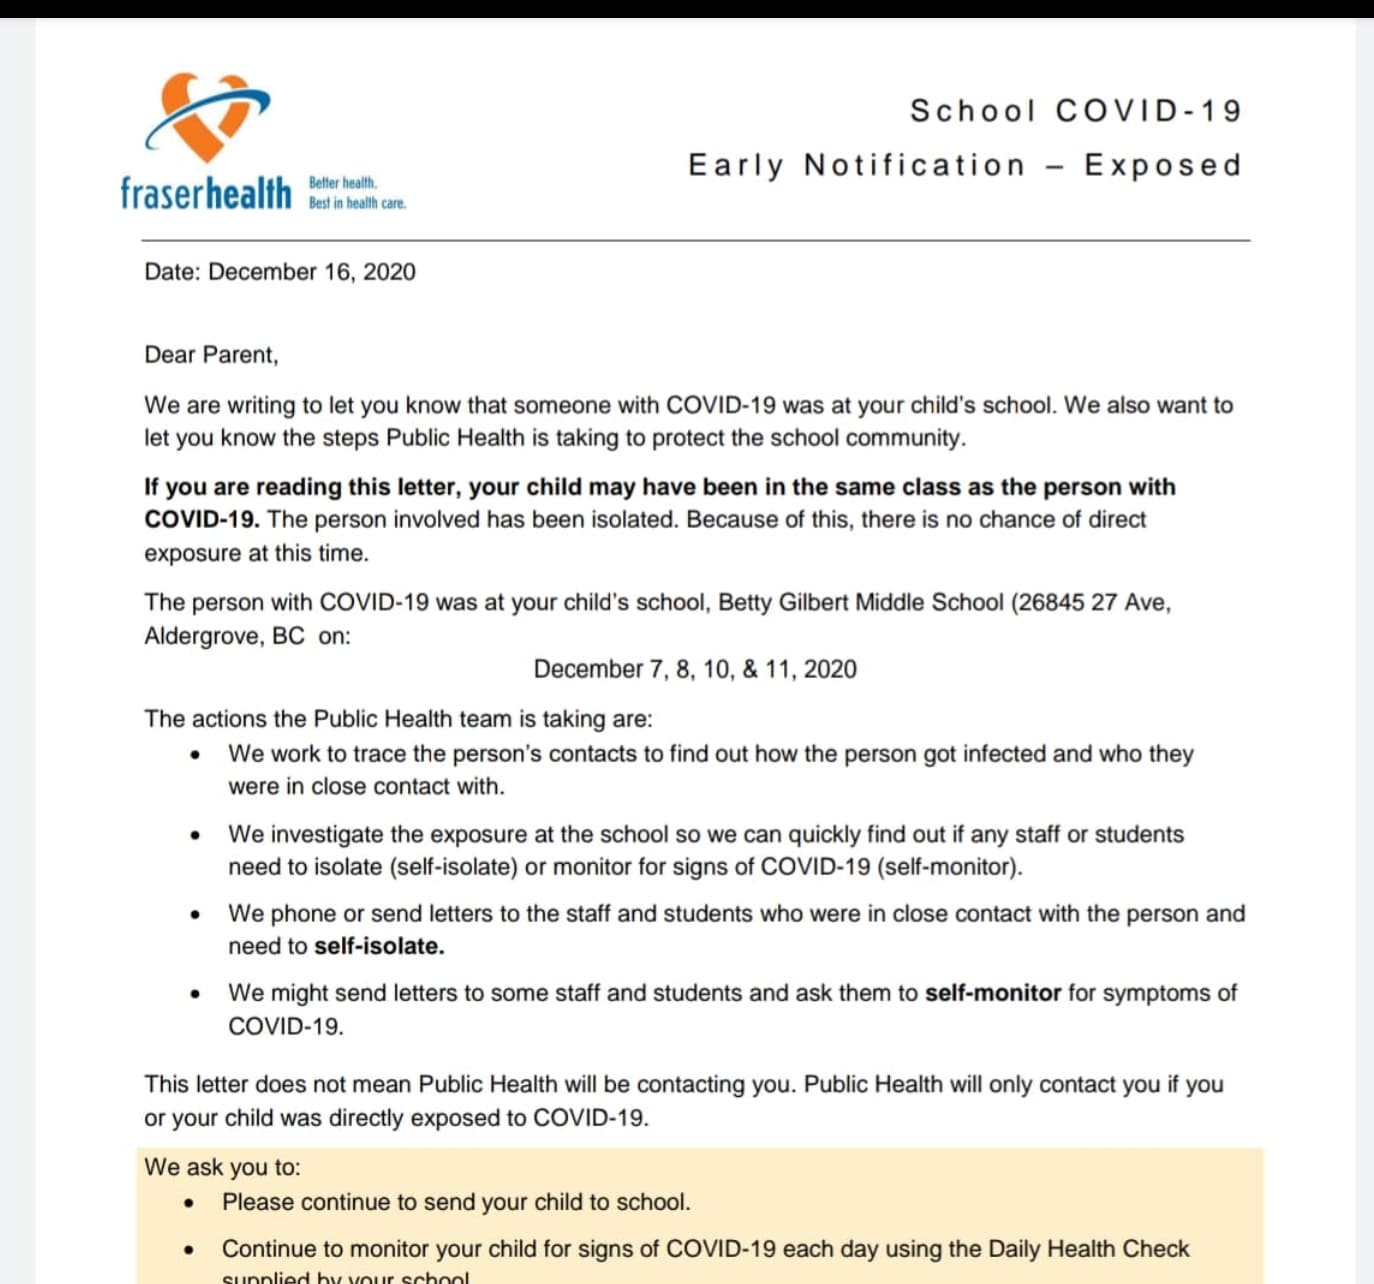 School COVID-19
Early Notification – Exposed
fraserhealth
Better health.
Best in health care.
Date: December 16, 2020
Dear Parent,
We are writing to let you know that someone with COVID-19 was at your child's school. We also want to
let you know the steps Public Health is taking to protect the school community.
If you are reading this letter, your child may have been in the same class as the person with
COVID-19. The person involved has been isolated. Because of this, there is no chance of direct
exposure at this time.
The person with COVID-19 was at your child's school, Betty Gilbert Middle School (26845 27 Ave,
Aldergrove, BC on:
December 7, 8, 10, & 11, 2020
The actions the Public Health team is taking are:
• We work to trace the person's contacts to find out how the person got infected and who they
were in close contact with.
• We investigate the exposure at the school so we can quickly find out if any staff or students
need to isolate (self-isolate) or monitor for signs of COVID-19 (self-monitor).
• We phone or send letters to the staff and students who were in close contact with the person and
need to self-isolate.
• We might send letters to some staff and students and ask them to self-monitor for symptoms of
COVID-19.
This letter does not mean Public Health will be contacting you. Public Health will only contact you if you
or your child was directly exposed to COVID-19.
We ask you to:
• Please continue to send your child to school.
• Continue to monitor your child for signs of COVID-19 each day using the Daily Health Check
supplied by your school